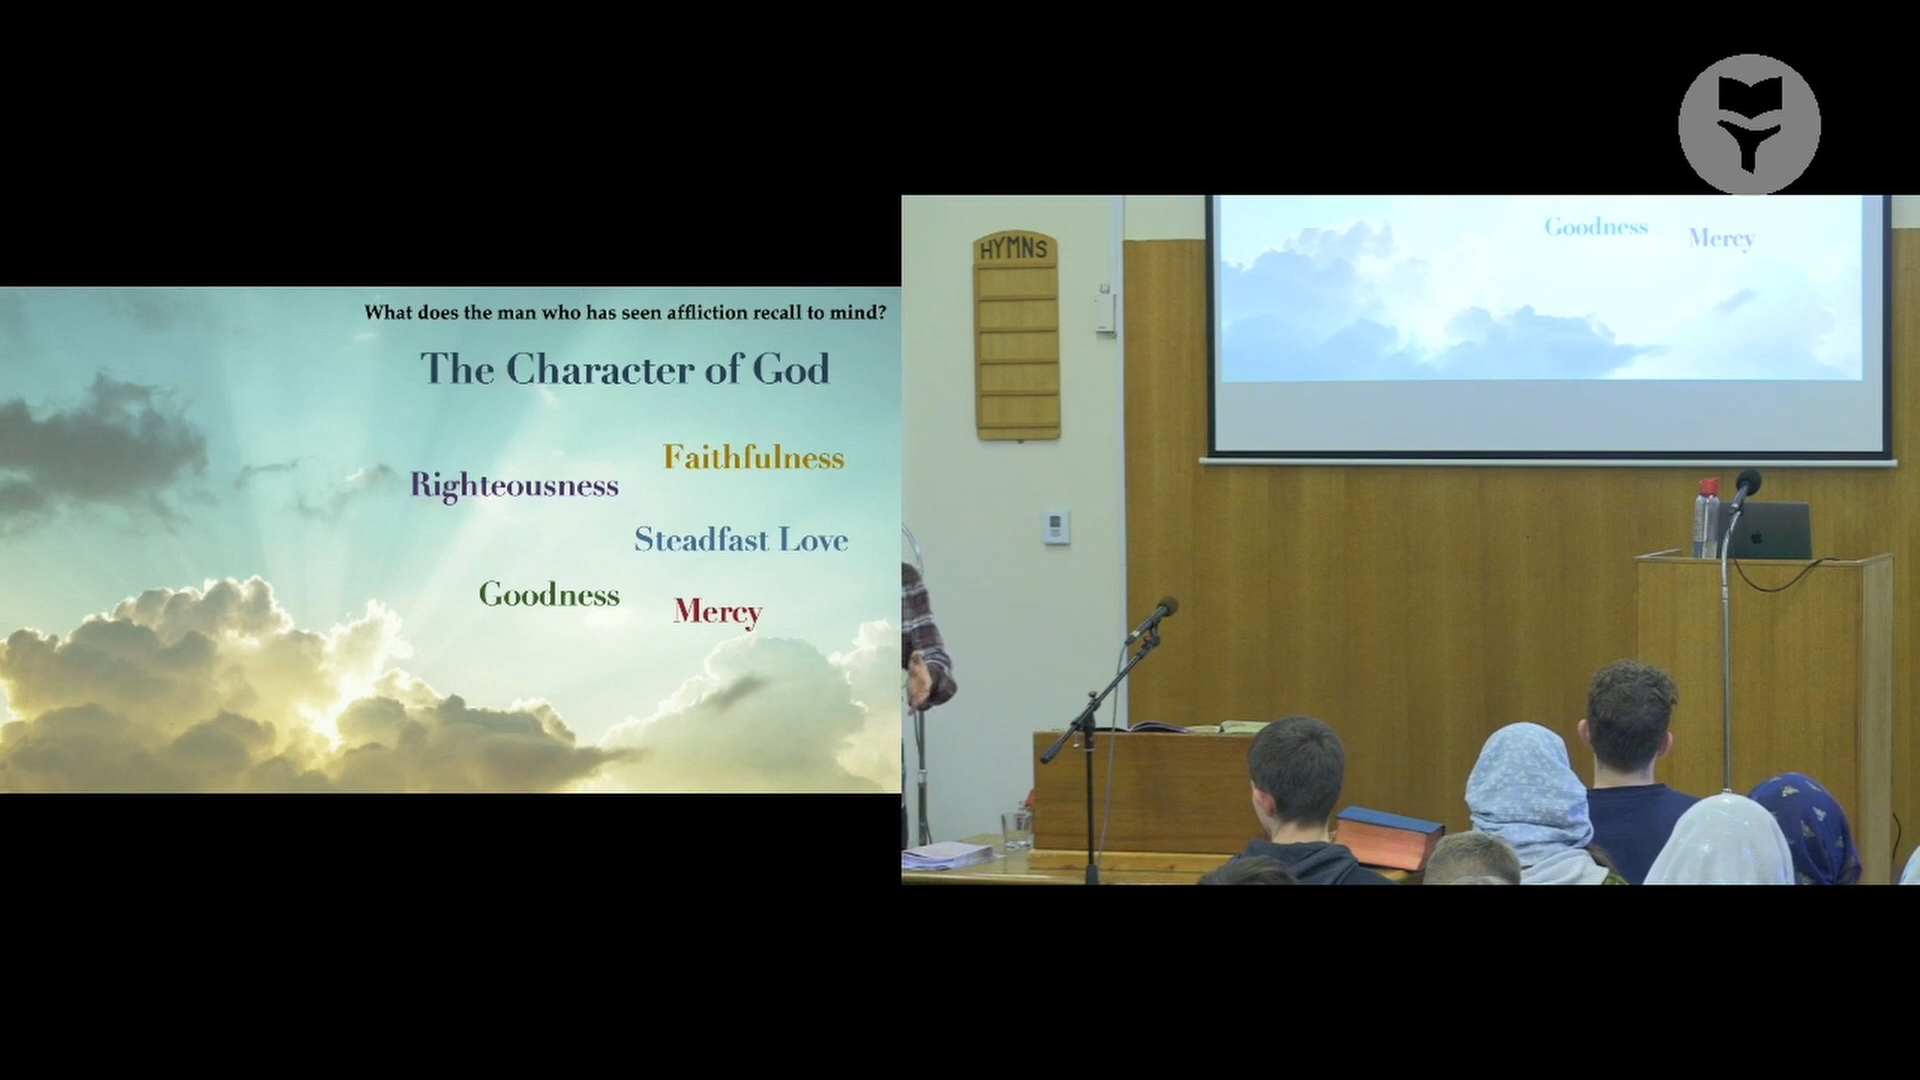 What does the man who has seen affliction recall to mind?
The Character of God
Faithfulness
Righteousness
Steadfast Love
Goodness
Mercy
HYMNS
Goodness
Mercy